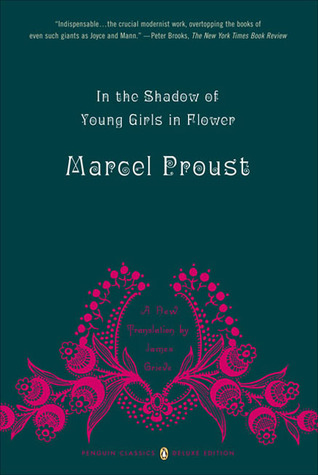 "Indispensable...the crucial modernist work, overtopping the books of
even such giants as Joyce and Mann." —Peter Brooks, The New York Times Book Review
In the Shadow of
Young Girls in Flower
Marcel Proust
A New
Translation by
James
Grieve
PENGUIN CLASSICS DELUXE EDITION